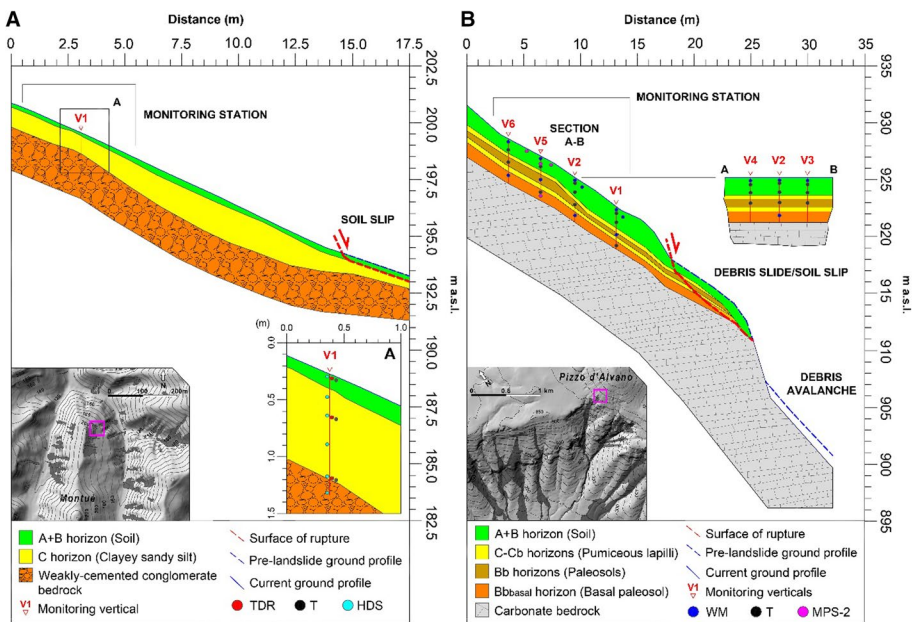 A
Distance (m)
0 2.5 5.0 7.5 10.0 12.5 15.0 17.5
202.5
200.0
197.5
195.0
192.5
190.0
187.5
185.0
182.5
m a.s.l.
A
V1
MONITORING STATION
SOIL SLIP
(m) 0.0 0.5 1.0
0.0
0.5
1.0
1.5
V1
A
N
0 100 200m
Montuè
A+B horizon (Soil)
C horizon (Clayey sandy silt)
Weakly-cemented conglomerate
bedrock
V1 Monitoring vertical
Surface of rupture
Pre-landslide ground profile
Current ground profile
TDR T HDS
B
Distance (m)
0 5 10 15 20 25 30 35
935
930
925
920
915
910
905
900
895
m a.s.l.
MONITORING STATION
V6
V5
SECTION
A-B
V2
V1
V4 V2 V3
A B
DEBRIS SLIDE/SOIL SLIP
DEBRIS
AVALANCHE
N
0 0.5 1 km
Pizzo d'Alvano
A+B horizon (Soil)
C-Cb horizons (Pumiceous lapilli)
Bb horizons (Paleosols)
Bbbasal horizon (Basal paleosol)
Carbonate bedrock
Surface of rupture
Pre-landslide ground profile
Current ground profile
V1 Monitoring verticals
WM T MPS-2